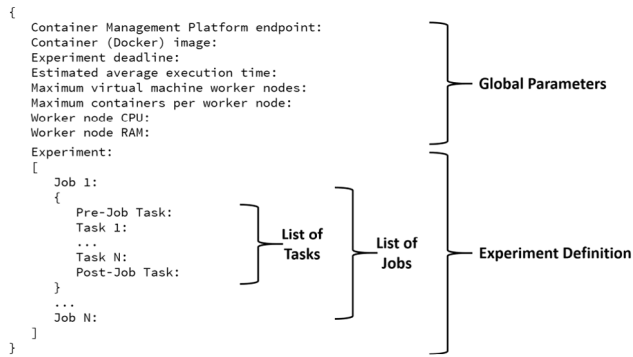 {
Container Management Platform endpoint:
Container (Docker) image:
Experiment deadline:
Estimated average execution time:
Maximum virtual machine worker nodes:
Maximum containers per worker node:
Worker node CPU:
Worker node RAM:
Global Parameters
Experiment:
[
Job 1:
{
Pre-Job Task:
Task 1:
...
Task N:
Post-Job Task:
}
...
Job N:
]
}
List of
Tasks
List of
Jobs
Experiment Definition